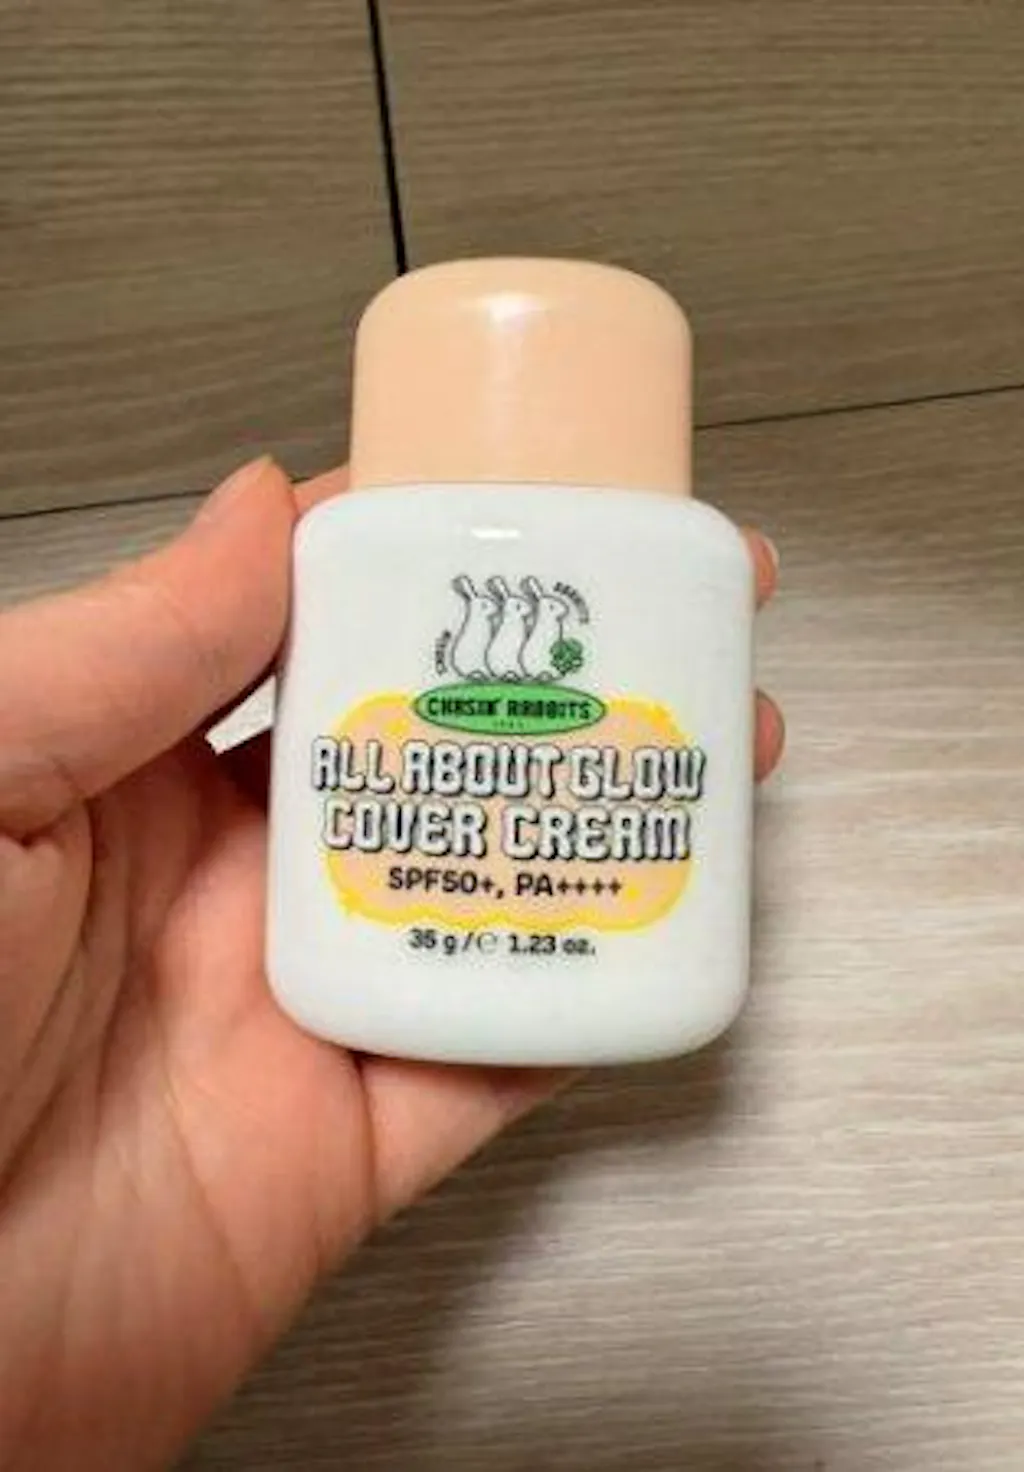 CHASIN' RABBITS
ALL ABOUT GLOW
COVER CREAM
SPF50+, PA++++
35 g / ℮ 1.23 oz.